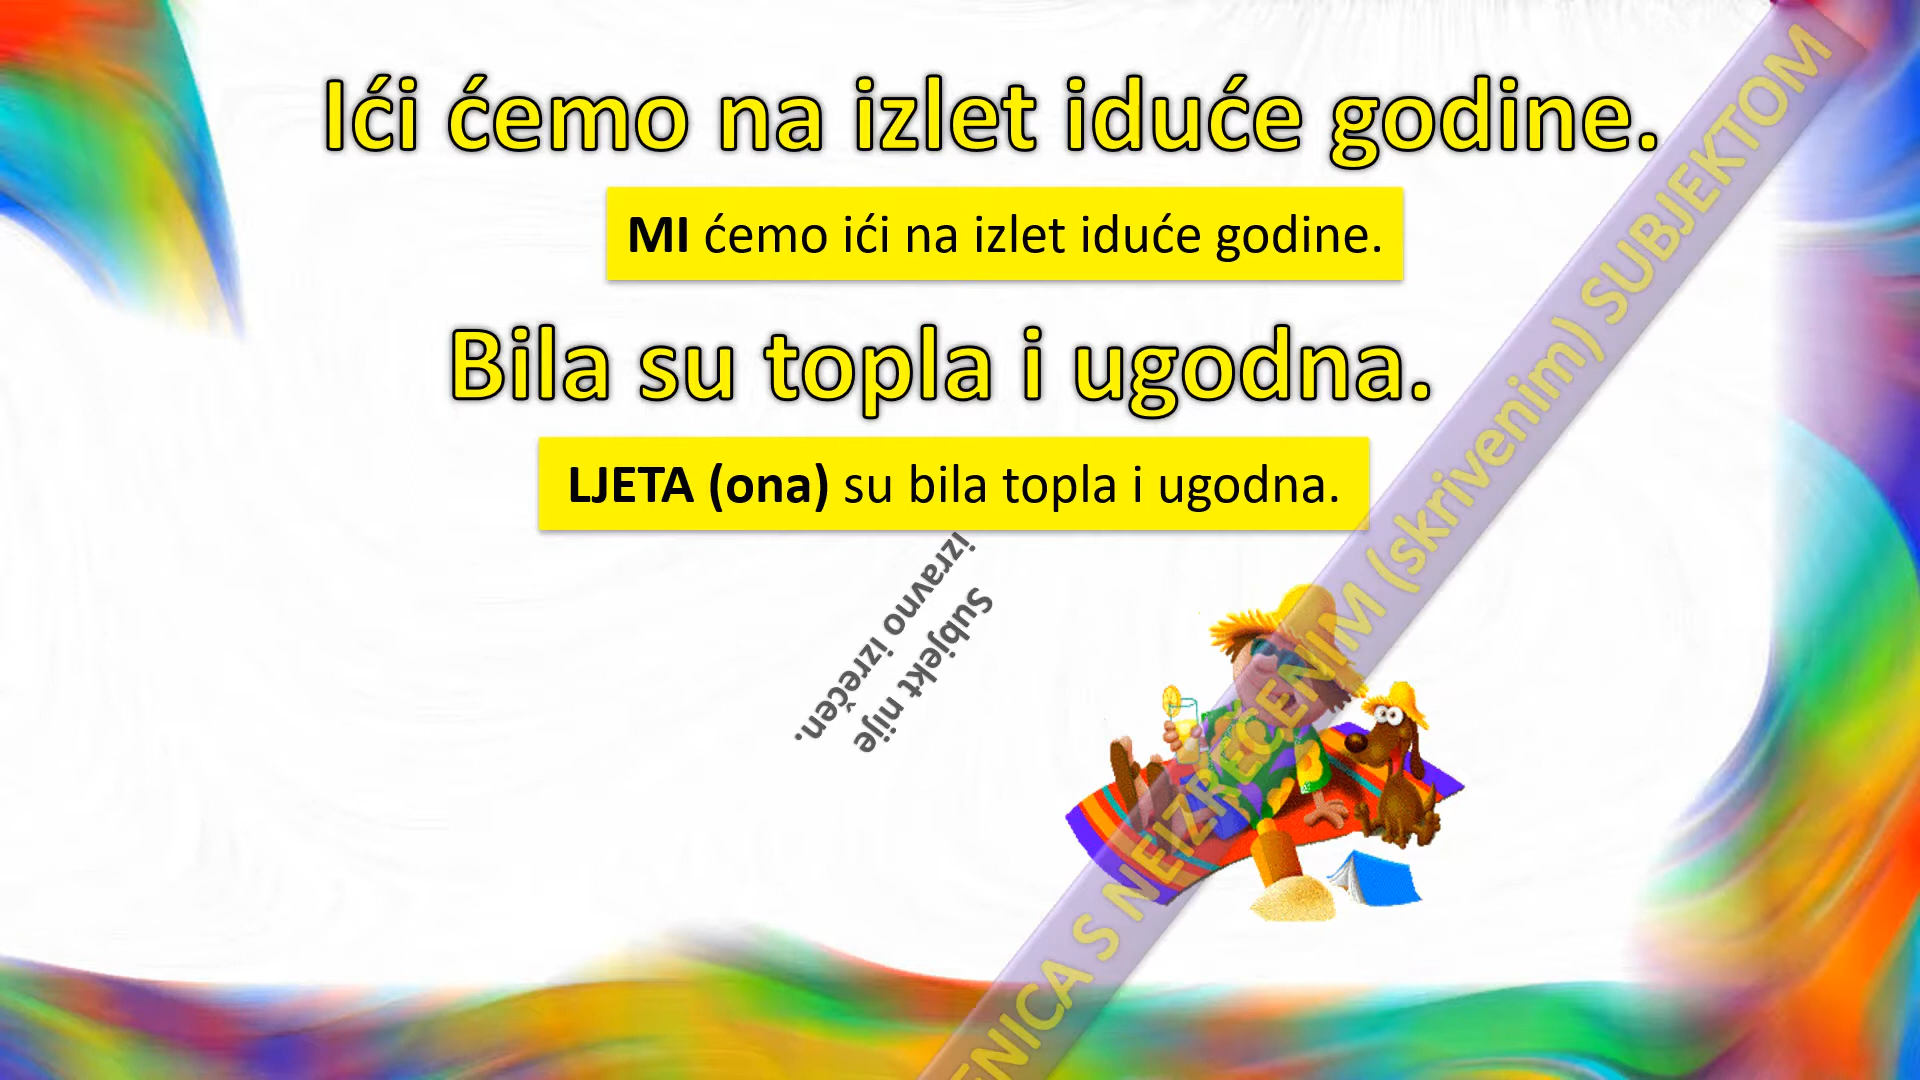 Ići ćemo na izlet iduće godine.
MI ćemo ići na izlet iduće godine.
Bila su topla i ugodna.
LJETA (ona) su bila topla i ugodna.
Subjekt nije
izravno izrečen.
ENICA S NEIZREČENIM (skrivenim) SUBJEKTOM